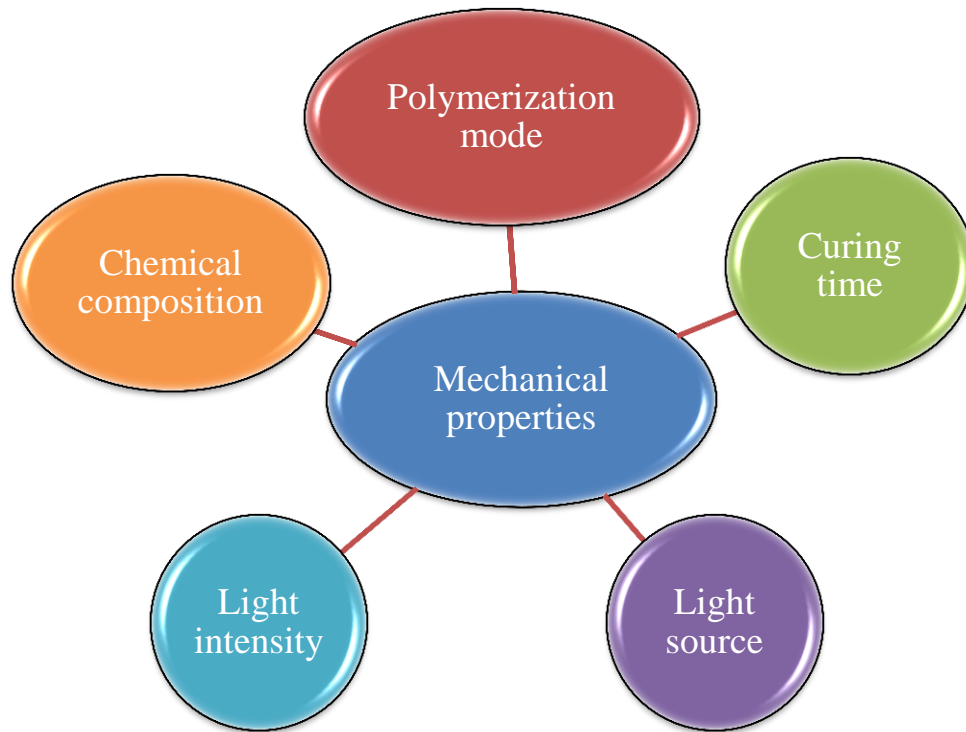 Polymerization
mode
Chemical
composition
Curing
time
Mechanical
properties
Light
intensity
Light
source